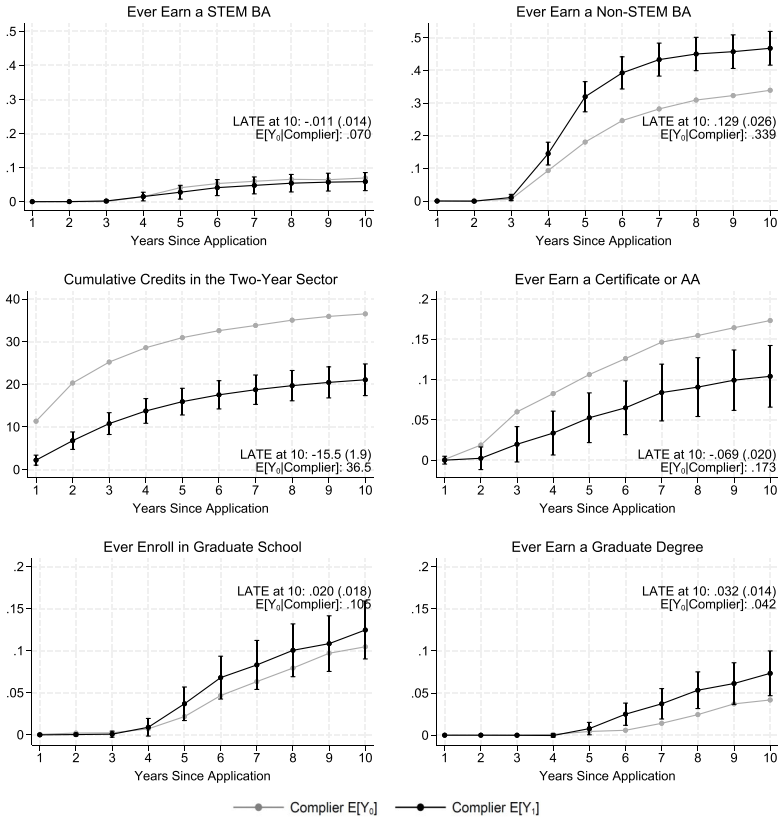 Ever Earn a STEM BA
.5
.4
.3
.2
.1
0
LATE at 10: -.011 (.014)
E[Y₀|Complier]: .070
1 2 3 4 5 6 7 8 9 10
Years Since Application
Ever Earn a Non-STEM BA
.5
.4
.3
.2
.1
0
LATE at 10: .129 (.026)
E[Y₀|Complier]: .339
1 2 3 4 5 6 7 8 9 10
Years Since Application
Cumulative Credits in the Two-Year Sector
40
30
20
10
0
LATE at 10: -15.5 (1.9)
E[Y₀|Complier]: 36.5
1 2 3 4 5 6 7 8 9 10
Years Since Application
Ever Earn a Certificate or AA
.2
.15
.1
.05
0
LATE at 10: -.069 (.020)
E[Y₀|Complier]: .173
1 2 3 4 5 6 7 8 9 10
Years Since Application
Ever Enroll in Graduate School
.2
.15
.1
.05
0
LATE at 10: .020 (.018)
E[Y₀|Complier]: .105
1 2 3 4 5 6 7 8 9 10
Years Since Application
Ever Earn a Graduate Degree
.2
.15
.1
.05
0
LATE at 10: .032 (.014)
E[Y₀|Complier]: .042
1 2 3 4 5 6 7 8 9 10
Years Since Application
Complier E[Y₀]
Complier E[Y₁]